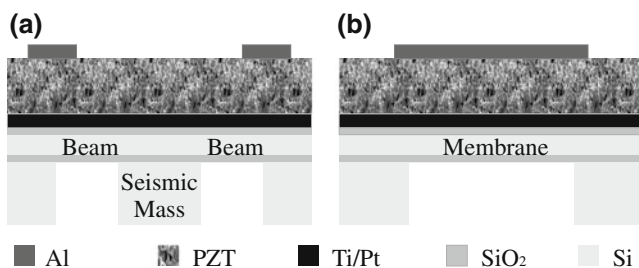 (a) (b)
Beam Beam Membrane
Seismic
Mass
Al PZT Ti/Pt SiO₂ Si